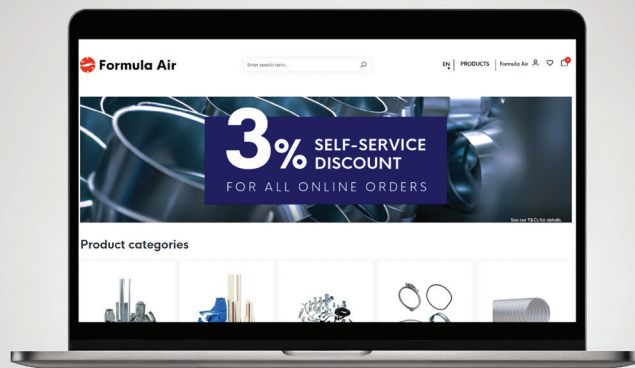 Formula Air
Enter search term...
EN
PRODUCTS
Formula Air
3% SELF-SERVICE
DISCOUNT
FOR ALL ONLINE ORDERS
See our T&Cs for details.
Product categories